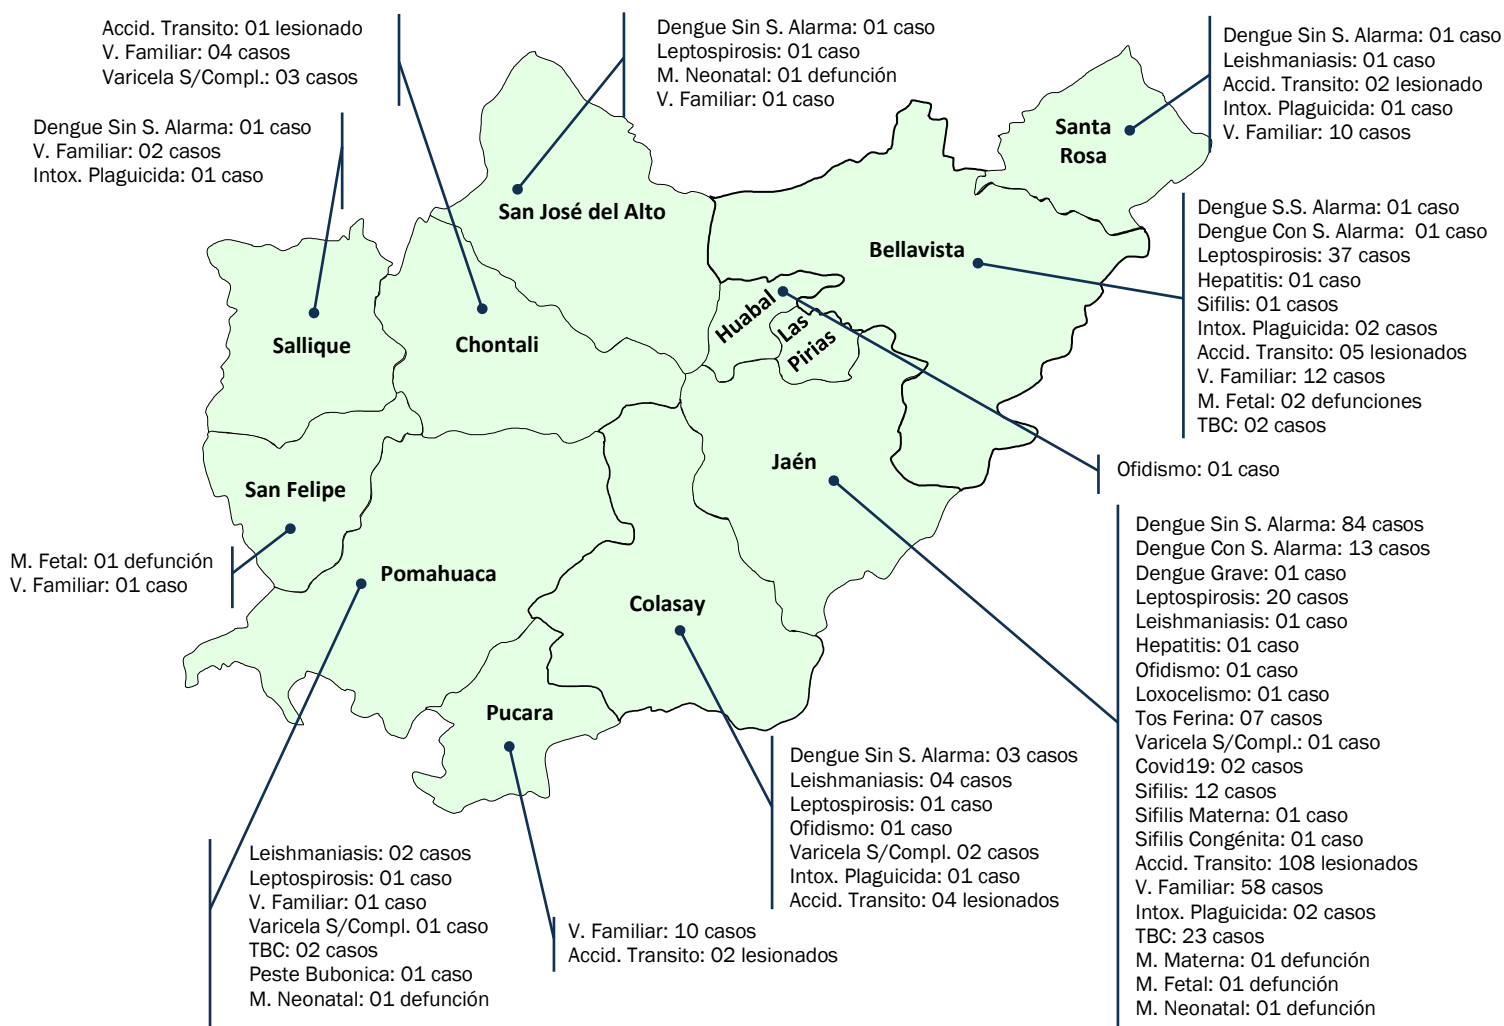 Accid. Transito: 01 lesionado
V. Familiar: 04 casos
Varicela S/Compl.: 03 casos
Dengue Sin S. Alarma: 01 caso
Leptospirosis: 01 caso
M. Neonatal: 01 defunción
V. Familiar: 01 caso
Dengue Sin S. Alarma: 01 caso
Leishmaniasis: 01 caso
Accid. Transito: 02 lesionado
Intox. Plaguicida: 01 caso
V. Familiar: 10 casos
Dengue Sin S. Alarma: 01 caso
V. Familiar: 02 casos
Intox. Plaguicida: 01 caso
Santa
Rosa
San José del Alto
Bellavista
Dengue S.S. Alarma: 01 caso
Dengue Con S. Alarma:  01 caso
Leptospirosis: 37 casos
Hepatitis: 01 caso
Sifilis: 01 casos
Intox. Plaguicida: 02 casos
Accid. Transito: 05 lesionados
V. Familiar: 12 casos
M. Fetal: 02 defunciones
TBC: 02 casos
Sallique
Chontali
Huabal
Las
Pirias
Jaén
Ofidismo: 01 caso
San Felipe
M. Fetal: 01 defunción
V. Familiar: 01 caso
Pomahuaca
Colasay
Pucara
Dengue Sin S. Alarma: 84 casos
Dengue Con S. Alarma: 13 casos
Dengue Grave: 01 caso
Leptospirosis: 20 casos
Leishmaniasis: 01 caso
Hepatitis: 01 caso
Ofidismo: 01 caso
Loxocelismo: 01 caso
Tos Ferina: 07 casos
Varicela S/Compl.: 01 caso
Covid19: 02 casos
Sifilis: 12 casos
Sifilis Materna: 01 caso
Sifilis Congénita: 01 caso
Accid. Transito: 108 lesionados
V. Familiar: 58 casos
Intox. Plaguicida: 02 casos
TBC: 23 casos
M. Materna: 01 defunción
M. Fetal: 01 defunción
M. Neonatal: 01 defunción
Dengue Sin S. Alarma: 03 casos
Leishmaniasis: 04 casos
Leptospirosis: 01 caso
Ofidismo: 01 caso
Varicela S/Compl. 02 casos
Intox. Plaguicida: 01 caso
Accid. Transito: 04 lesionados
Leishmaniasis: 02 casos
Leptospirosis: 01 caso
V. Familiar: 01 caso
Varicela S/Compl. 01 caso
TBC: 02 casos
Peste Bubonica: 01 caso
M. Neonatal: 01 defunción
V. Familiar: 10 casos
Accid. Transito: 02 lesionados